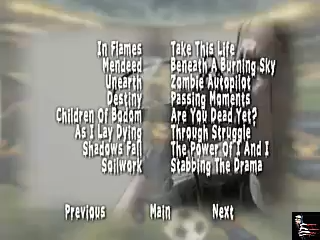 In Flames Take This Life
Mendeed Beneath A Burning Sky
Unearth Zombie Autopilot
Destiny Passing Moments
Children Of Bodom Are You Dead Yet?
As I Lay Dying Through Struggle
Shadows Fall The Power Of I And I
Soilwork Stabbing The Drama
Previous Main Next